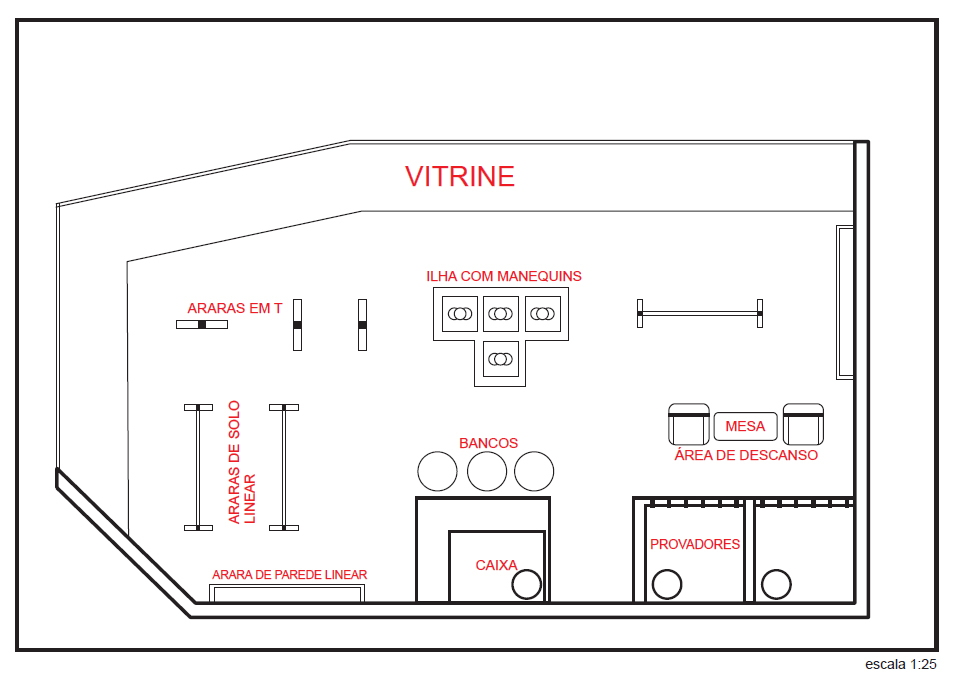 VITRINE
ILHA COM MANEQUINS
ARARAS EM T
ARARAS DE SOLO
LINEAR
BANCOS
MESA
ÁREA DE DESCANSO
CAIXA
PROVADORES
ARARA DE PAREDE LINEAR
escala 1:25